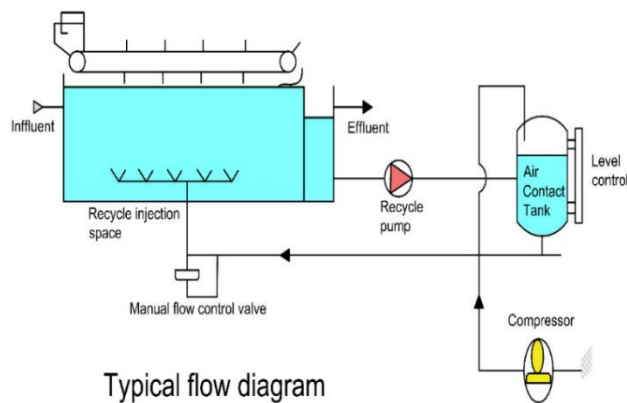 Inffluent
Effluent
Recycle injection
space
Recycle
pump
Air
Contact
Tank
Level
control
Manual flow control valve
Compressor
Typical flow diagram